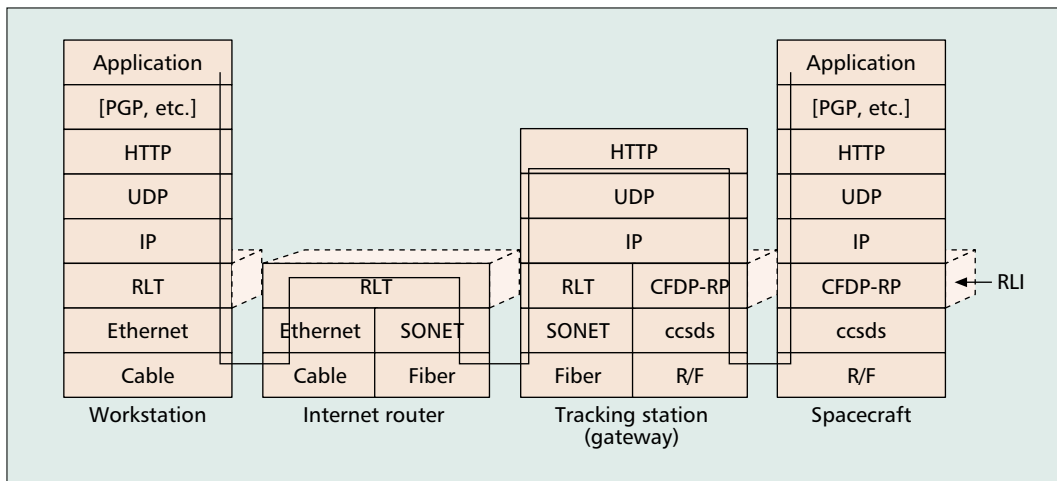 Application
[PGP, etc.]
HTTP
UDP
IP
RLT
Ethernet
Cable
Workstation
RLT
Ethernet
SONET
Cable
Fiber
Internet router
HTTP
UDP
IP
RLT
CFDP-RP
SONET
ccsds
Fiber
R/F
Tracking station
(gateway)
Application
[PGP, etc.]
HTTP
UDP
IP
CFDP-RP
ccsds
R/F
Spacecraft
RLI